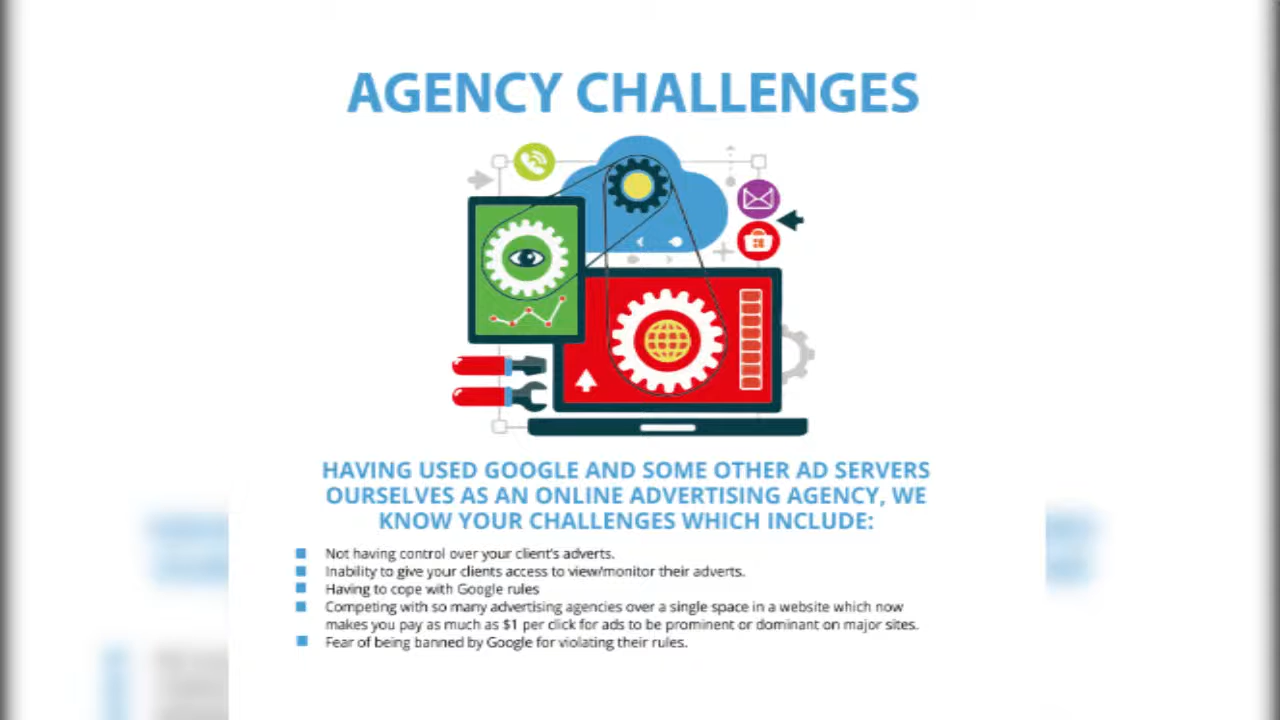 AGENCY CHALLENGES
HAVING USED GOOGLE AND SOME OTHER AD SERVERS
OURSELVES AS AN ONLINE ADVERTISING AGENCY, WE
KNOW YOUR CHALLENGES WHICH INCLUDE:
Not having control over your client's adverts.
Inability to give your clients access to view/monitor their adverts.
Having to cope with Google rules
Competing with so many advertising agencies over a single space in a website which now
makes you pay as much as $1 per click for ads to be prominent or dominant on major sites.
Fear of being banned by Google for violating their rules.